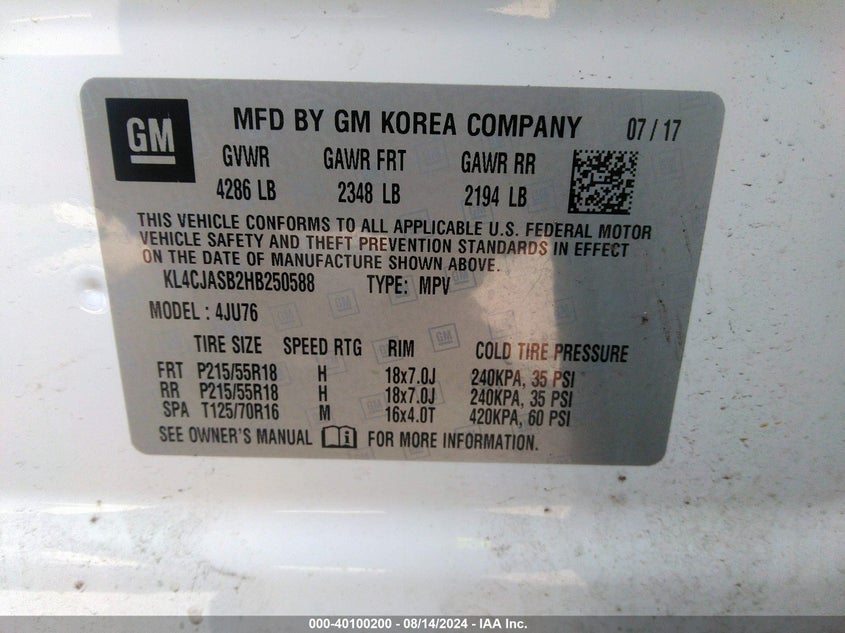 GM
MFD BY GM KOREA COMPANY 07 / 17
GVWR GAWR FRT GAWR RR
4286 LB 2348 LB 2194 LB
THIS VEHICLE CONFORMS TO ALL APPLICABLE U.S. FEDERAL MOTOR
VEHICLE SAFETY AND THEFT PREVENTION STANDARDS IN EFFECT
ON THE DATE OF MANUFACTURE SHOWN ABOVE.
KL4CJASB2HB250588 TYPE: MPV
MODEL : 4JU76
TIRE SIZE SPEED RTG RIM COLD TIRE PRESSURE
FRT P215/55R18 H 18x7.0J 240KPA, 35 PSI
RR P215/55R18 H 18x7.0J 240KPA, 35 PSI
SPA T125/70R16 M 16x4.0T 420KPA, 60 PSI
SEE OWNER'S MANUAL FOR MORE INFORMATION.
000-40100200 - 08/14/2024 - IAA Inc.